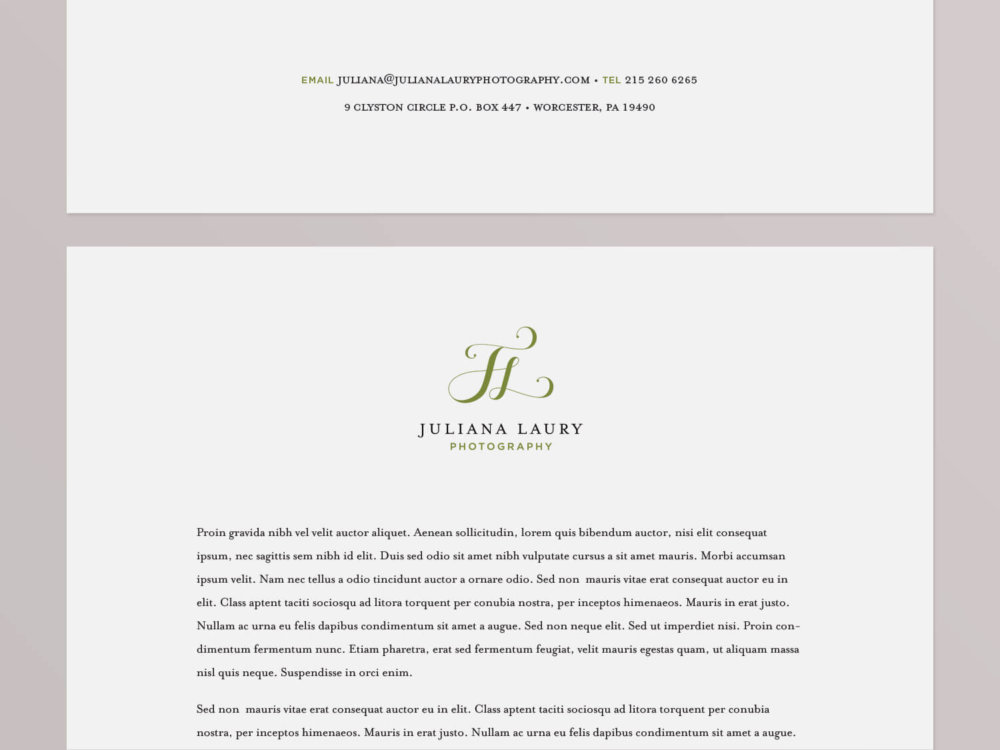 EMAIL JULIANA@JULIANALAURYPHOTOGRAPHY.COM • TEL 215 260 6265
9 CLYSTON CIRCLE P.O. BOX 447 • WORCESTER, PA 19490
JL
JULIANA LAURY
PHOTOGRAPHY
Proin gravida nibh vel velit auctor aliquet. Aenean sollicitudin, lorem quis bibendum auctor, nisi elit consequat
ipsum, nec sagittis sem nibh id elit. Duis sed odio sit amet nibh vulputate cursus a sit amet mauris. Morbi accumsan
ipsum velit. Nam nec tellus a odio tincidunt auctor a ornare odio. Sed non  mauris vitae erat consequat auctor eu in
elit. Class aptent taciti sociosqu ad litora torquent per conubia nostra, per inceptos himenaeos. Mauris in erat justo.
Nullam ac urna eu felis dapibus condimentum sit amet a augue. Sed non neque elit. Sed ut imperdiet nisi. Proin con-
dimentum fermentum nunc. Etiam pharetra, erat sed fermentum feugiat, velit mauris egestas quam, ut aliquam massa
nisl quis neque. Suspendisse in orci enim.
Sed non  mauris vitae erat consequat auctor eu in elit. Class aptent taciti sociosqu ad litora torquent per conubia
nostra, per inceptos himenaeos. Mauris in erat justo. Nullam ac urna eu felis dapibus condimentum sit amet a augue.